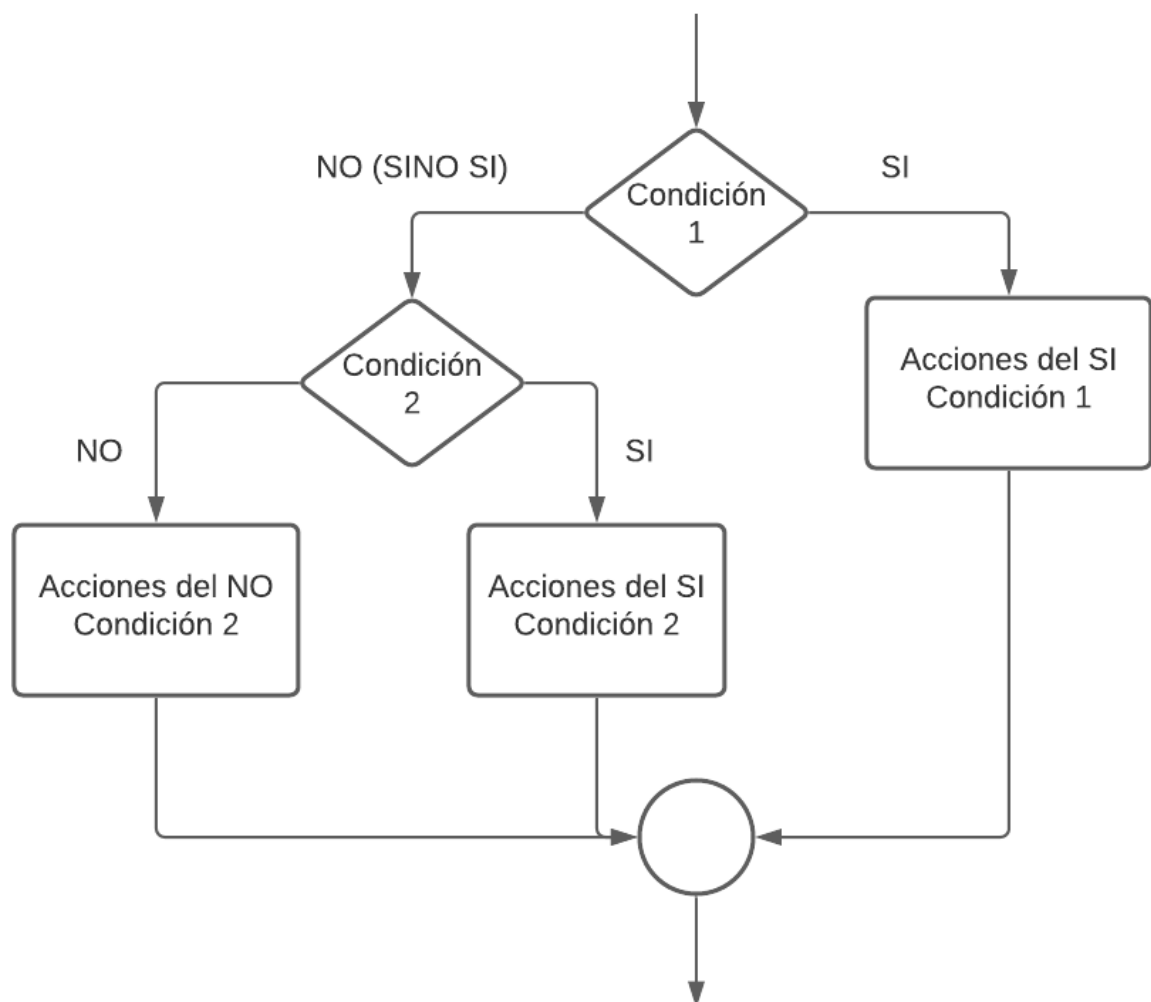 NO (SINO SI)
SI
Condición
1
Condición
2
Acciones del SI
Condición 1
NO
SI
Acciones del NO
Condición 2
Acciones del SI
Condición 2